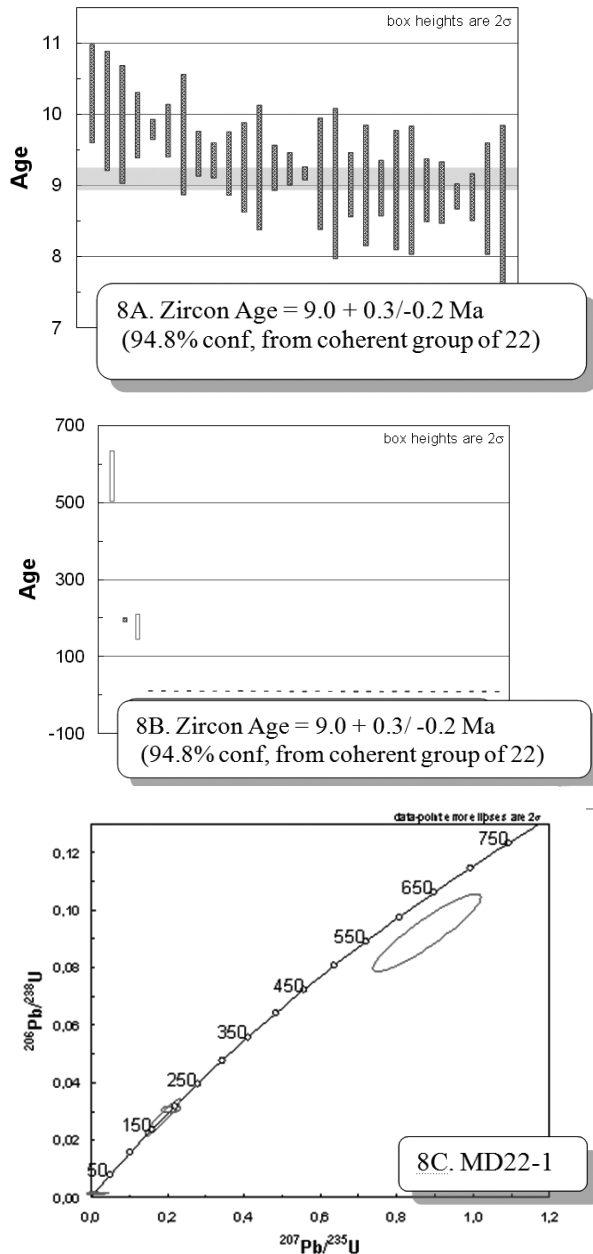 box heights are 2σ
11
10
9
8
7
Age
8A. Zircon Age = 9.0 + 0.3/-0.2 Ma
(94.8% conf, from coherent group of 22)
box heights are 2σ
700
500
300
100
-100
Age
8B. Zircon Age = 9.0 + 0.3/ -0.2 Ma
(94.8% conf, from coherent group of 22)
data-point error ellipses are 2σ
0,12
0,10
0,08
0,06
0,04
0,02
0,00
750
650
550
450
350
250
150
50
206Pb/238U
8C. MD22-1
0,0
0,2
0,4
0,6
0,8
1,0
1,2
207Pb/235U